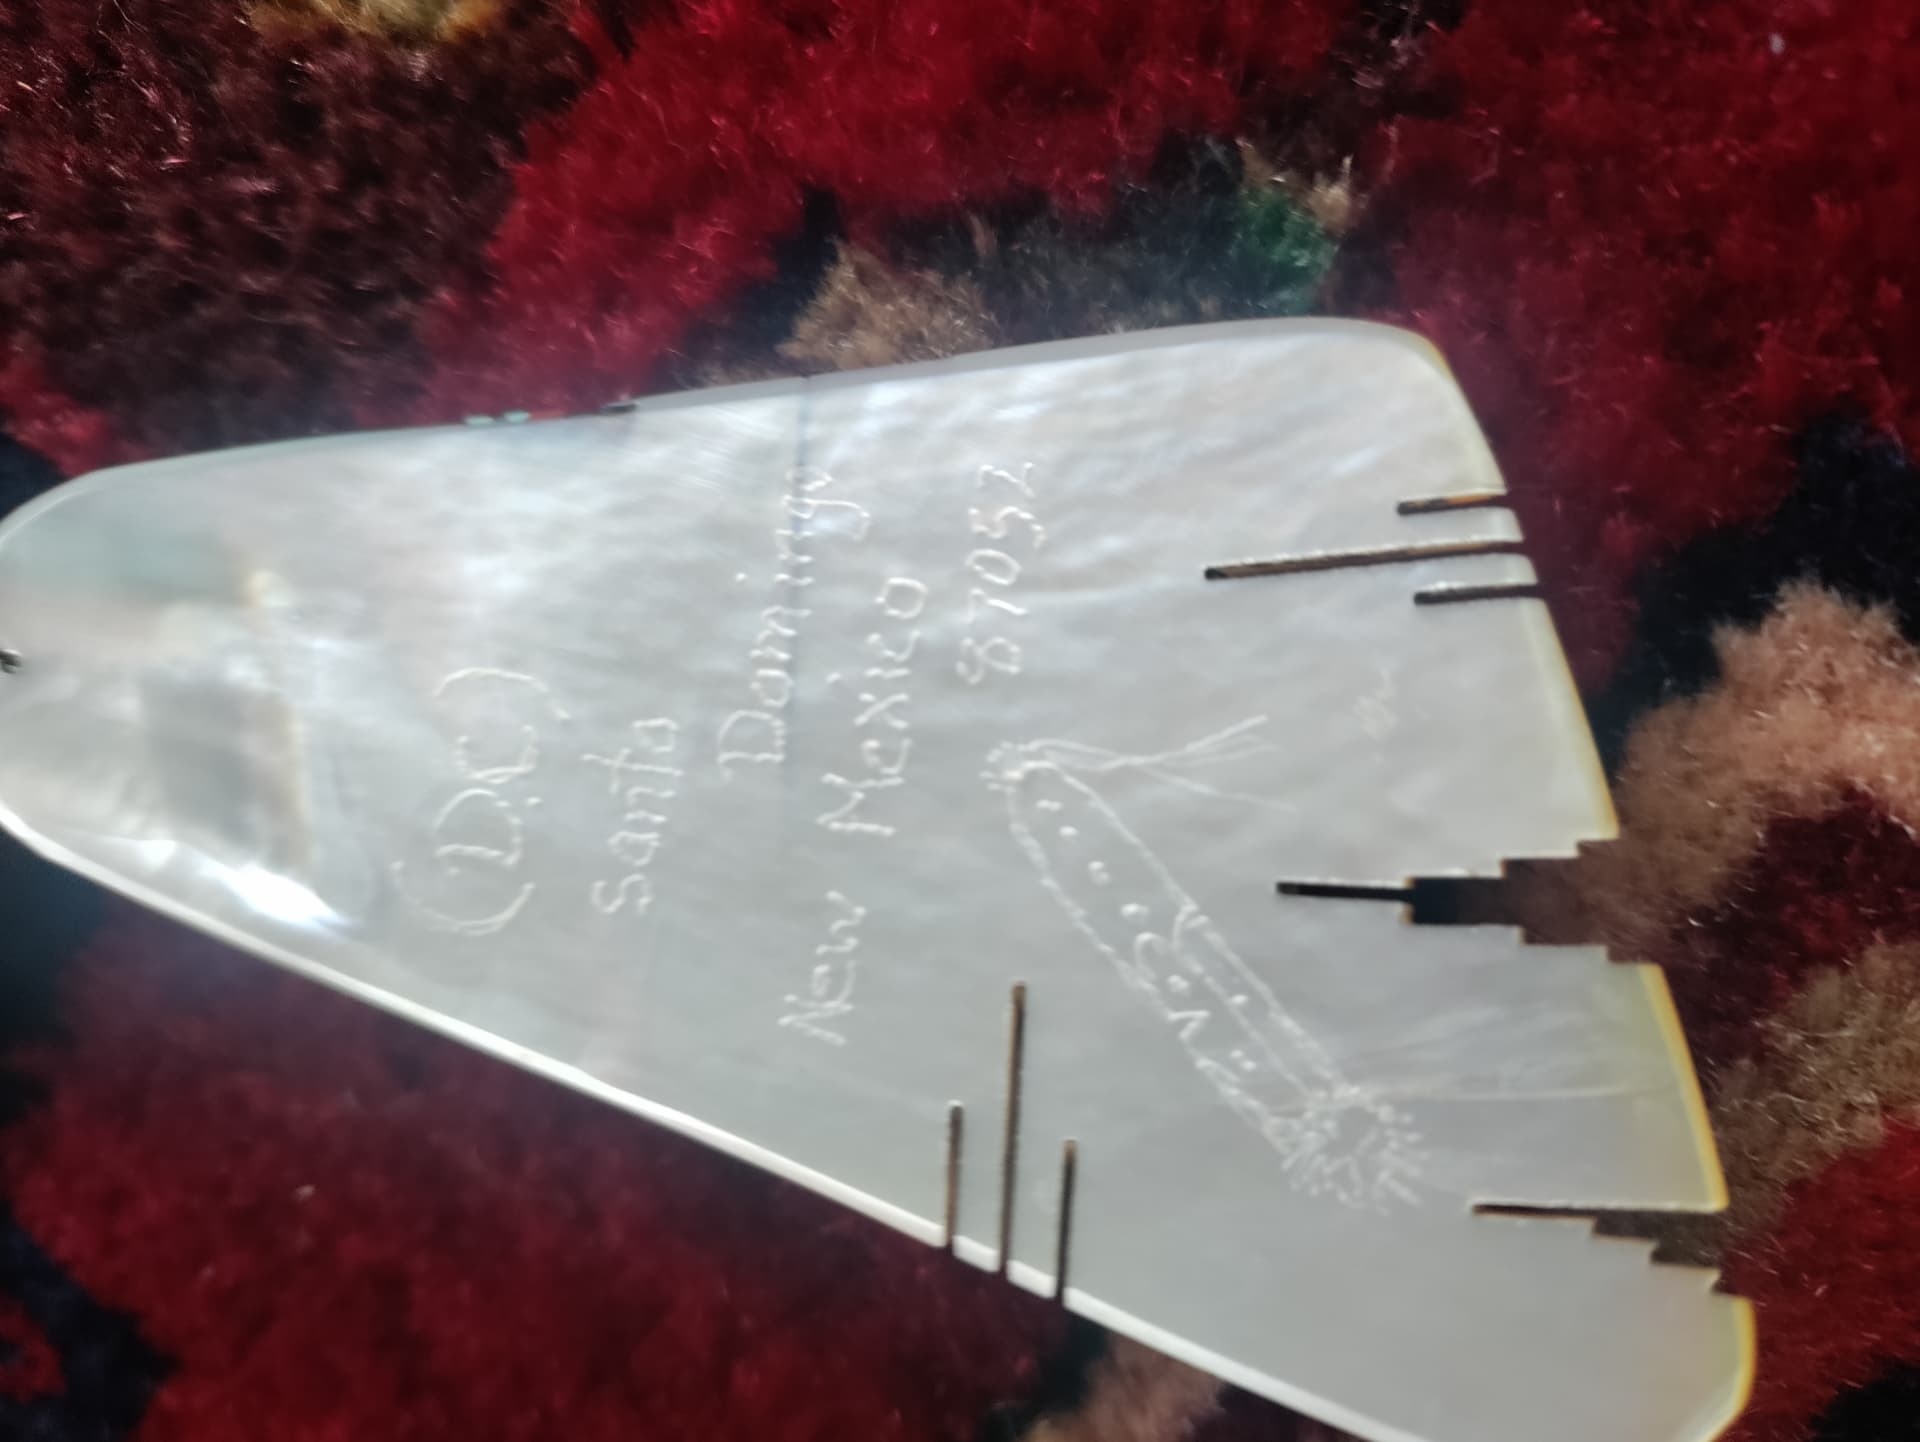 (D.C)
Santo
Domingo
New Mexico
87052